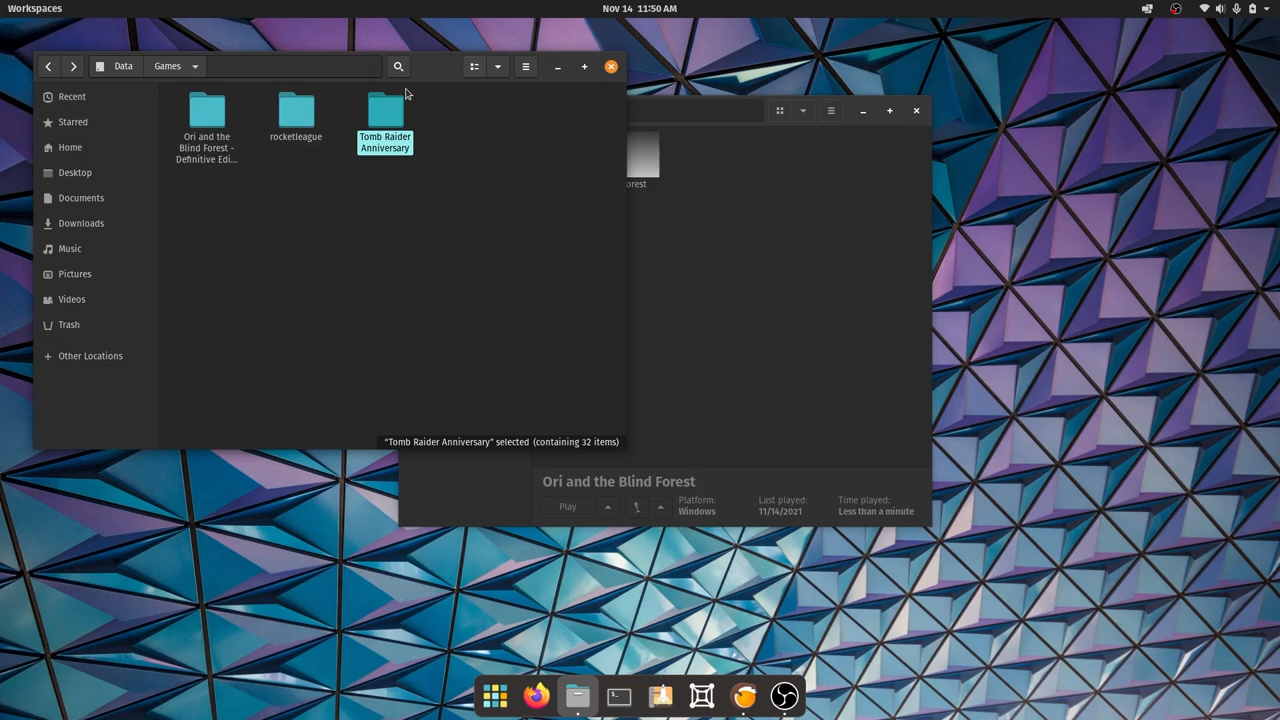 Workspaces
Nov 14 11:50 AM
Data
Games
Recent
Starred
Home
Desktop
Documents
Downloads
Music
Pictures
Videos
Trash
Other Locations
Ori and the
Blind Forest -
Definitive Edi...
rocketleague
Tomb Raider
Anniversary
"Tomb Raider Anniversary" selected (containing 32 items)
orest
Ori and the Blind Forest
Play
Platform:
Windows
Last played:
11/14/2021
Time played:
Less than a minute